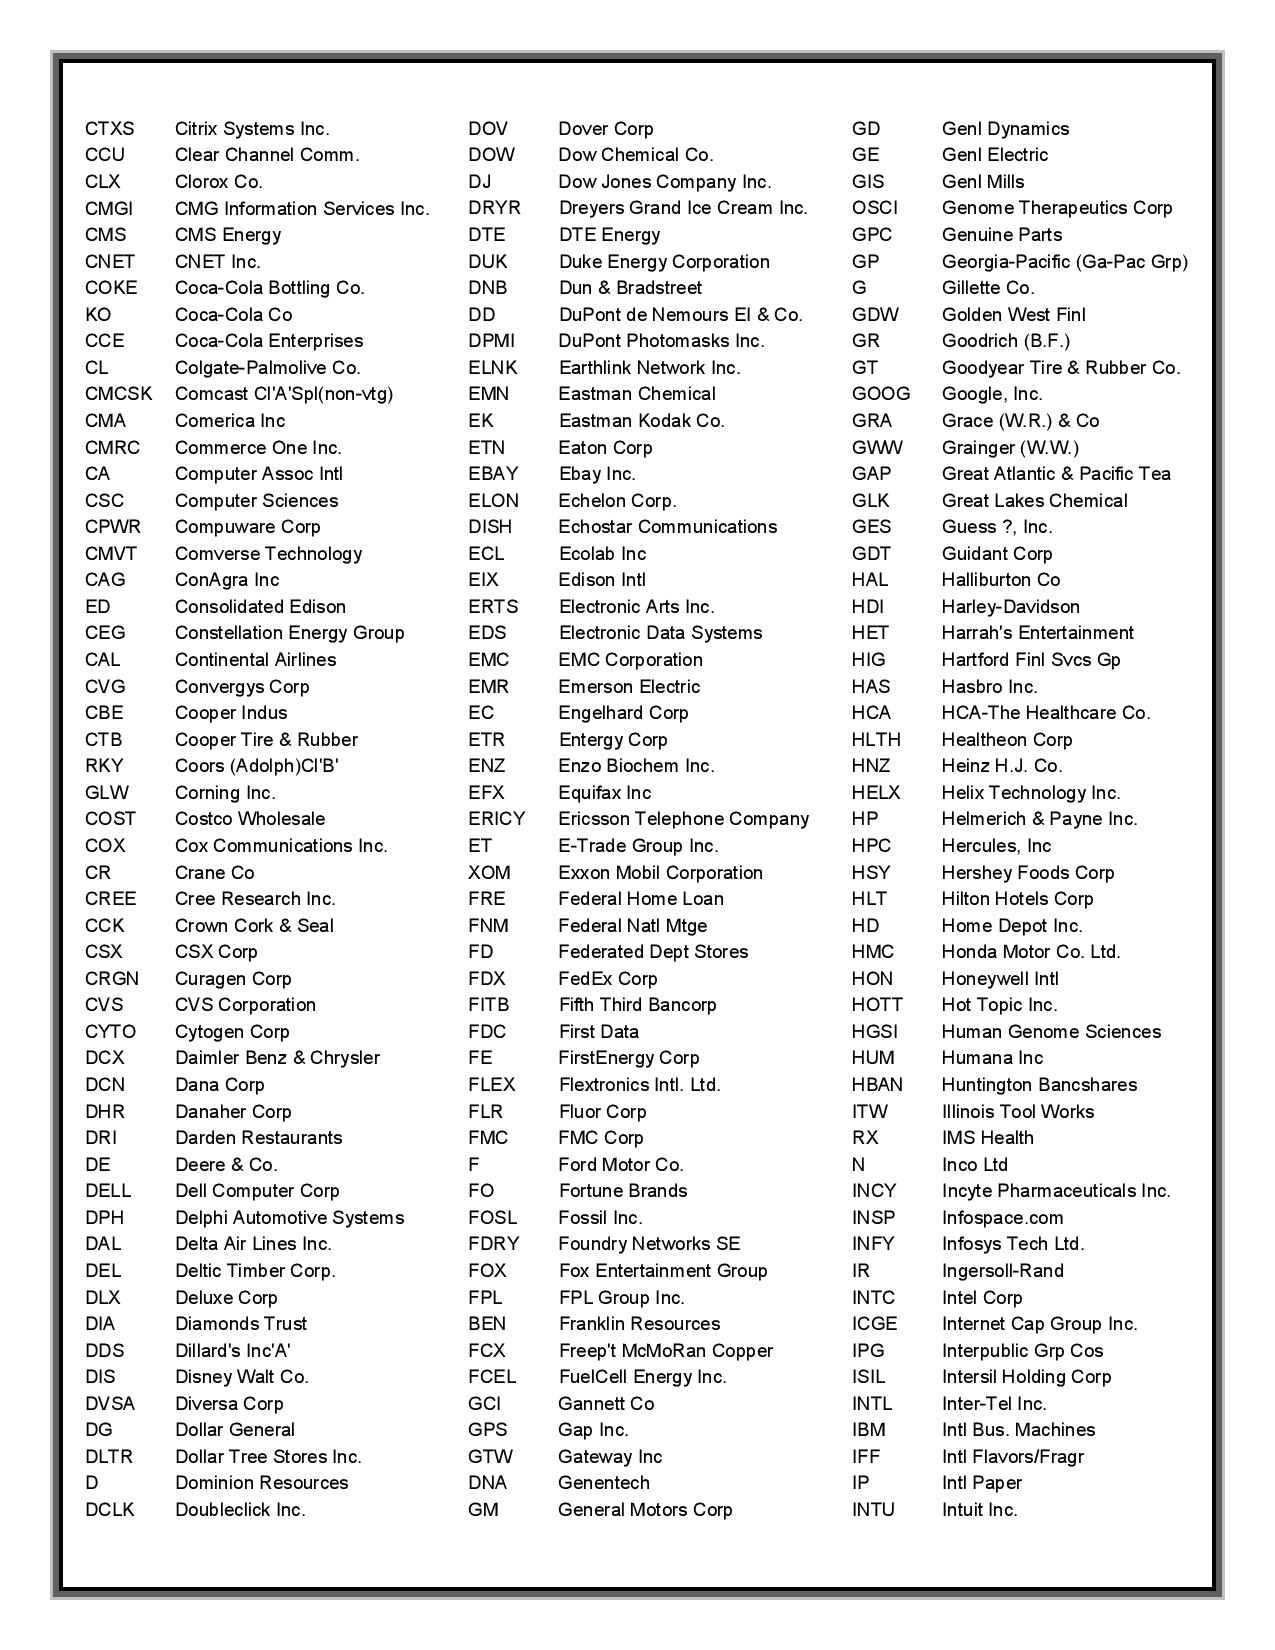 CTXS Citrix Systems Inc. DOV Dover Corp GD Genl Dynamics
CCU Clear Channel Comm. DOW Dow Chemical Co. GE Genl Electric
CLX Clorox Co. DJ Dow Jones Company Inc. GIS Genl Mills
CMGI CMG Information Services Inc. DRYR Dreyers Grand Ice Cream Inc. OSCI Genome Therapeutics Corp
CMS CMS Energy DTE DTE Energy GPC Genuine Parts
CNET CNET Inc. DUK Duke Energy Corporation GP Georgia-Pacific (Ga-Pac Grp)
COKE Coca-Cola Bottling Co. DNB Dun & Bradstreet G Gillette Co.
KO Coca-Cola Co DD DuPont de Nemours EI & Co. GDW Golden West Finl
CCE Coca-Cola Enterprises DPMI DuPont Photomasks Inc. GR Goodrich (B.F.)
CL Colgate-Palmolive Co. ELNK Earthlink Network Inc. GT Goodyear Tire & Rubber Co.
CMCSK Comcast Cl'A'Spl(non-vtg) EMN Eastman Chemical GOOG Google, Inc.
CMA Comerica Inc EK Eastman Kodak Co. GRA Grace (W.R.) & Co
CMRC Commerce One Inc. ETN Eaton Corp GWW Grainger (W.W.)
CA Computer Assoc Intl EBAY Ebay Inc. GAP Great Atlantic & Pacific Tea
CSC Computer Sciences ELON Echelon Corp. GLK Great Lakes Chemical
CPWR Compuware Corp DISH Echostar Communications GES Guess ?, Inc.
CMVT Comverse Technology ECL Ecolab Inc GDT Guidant Corp
CAG ConAgra Inc EIX Edison Intl HAL Halliburton Co
ED Consolidated Edison ERTS Electronic Arts Inc. HDI Harley-Davidson
CEG Constellation Energy Group EDS Electronic Data Systems HET Harrah's Entertainment
CAL Continental Airlines EMC EMC Corporation HIG Hartford Finl Svcs Gp
CVG Convergys Corp EMR Emerson Electric HAS Hasbro Inc.
CBE Cooper Indus EC Engelhard Corp HCA HCA-The Healthcare Co.
CTB Cooper Tire & Rubber ETR Entergy Corp HLTH Healtheon Corp
RKY Coors (Adolph)Cl'B' ENZ Enzo Biochem Inc. HNZ Heinz H.J. Co.
GLW Corning Inc. EFX Equifax Inc HELX Helix Technology Inc.
COST Costco Wholesale ERICY Ericsson Telephone Company HP Helmerich & Payne Inc.
COX Cox Communications Inc. ET E-Trade Group Inc. HPC Hercules, Inc
CR Crane Co XOM Exxon Mobil Corporation HSY Hershey Foods Corp
CREE Cree Research Inc. FRE Federal Home Loan HLT Hilton Hotels Corp
CCK Crown Cork & Seal FNM Federal Natl Mtge HD Home Depot Inc.
CSX CSX Corp FD Federated Dept Stores HMC Honda Motor Co. Ltd.
CRGN Curagen Corp FDX FedEx Corp HON Honeywell Intl
CVS CVS Corporation FITB Fifth Third Bancorp HOTT Hot Topic Inc.
CYTO Cytogen Corp FDC First Data HGSI Human Genome Sciences
DCX Daimler Benz & Chrysler FE FirstEnergy Corp HUM Humana Inc
DCN Dana Corp FLEX Flextronics Intl. Ltd. HBAN Huntington Bancshares
DHR Danaher Corp FLR Fluor Corp ITW Illinois Tool Works
DRI Darden Restaurants FMC FMC Corp RX IMS Health
DE Deere & Co. F Ford Motor Co. N Inco Ltd
DELL Dell Computer Corp FO Fortune Brands INCY Incyte Pharmaceuticals Inc.
DPH Delphi Automotive Systems FOSL Fossil Inc. INSP Infospace.com
DAL Delta Air Lines Inc. FDRY Foundry Networks SE INFY Infosys Tech Ltd.
DEL Deltic Timber Corp. FOX Fox Entertainment Group IR Ingersoll-Rand
DLX Deluxe Corp FPL FPL Group Inc. INTC Intel Corp
DIA Diamonds Trust BEN Franklin Resources ICGE Internet Cap Group Inc.
DDS Dillard's Inc'A' FCX Freep't McMoRan Copper IPG Interpublic Grp Cos
DIS Disney Walt Co. FCEL FuelCell Energy Inc. ISIL Intersil Holding Corp
DVSA Diversa Corp GCI Gannett Co INTL Inter-Tel Inc.
DG Dollar General GPS Gap Inc. IBM Intl Bus. Machines
DLTR Dollar Tree Stores Inc. GTW Gateway Inc IFF Intl Flavors/Fragr
D Dominion Resources DNA Genentech IP Intl Paper
DCLK Doubleclick Inc. GM General Motors Corp INTU Intuit Inc.